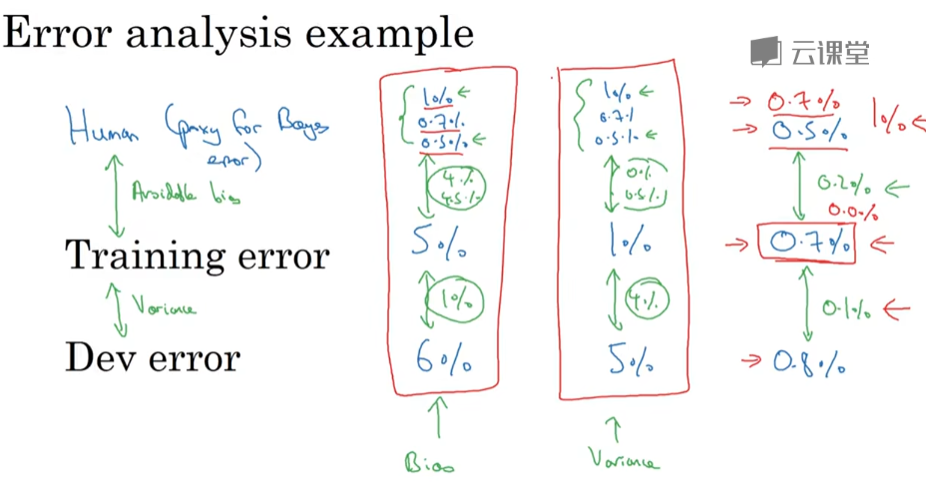 Error analysis example
云课堂
Human (proxy for Bayes error)
Avoidable bias
Training error
Variance
Dev error
1%
0.7%
0.5%
4%
4.5%
5%
1%
6%
Bias
1%
0.7%
0.5%
0%
0.5%
1%
4%
5%
Variance
0.7%
0.5%
1%
0.2%
0.0%
0.7%
0.1%
0.8%